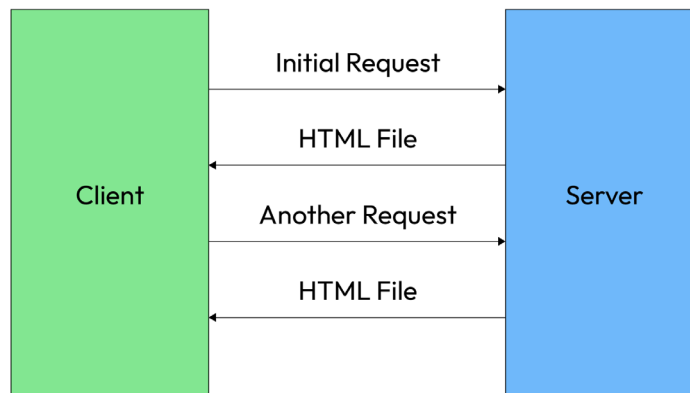 Initial Request
HTML File
Client
Server
Another Request
HTML File